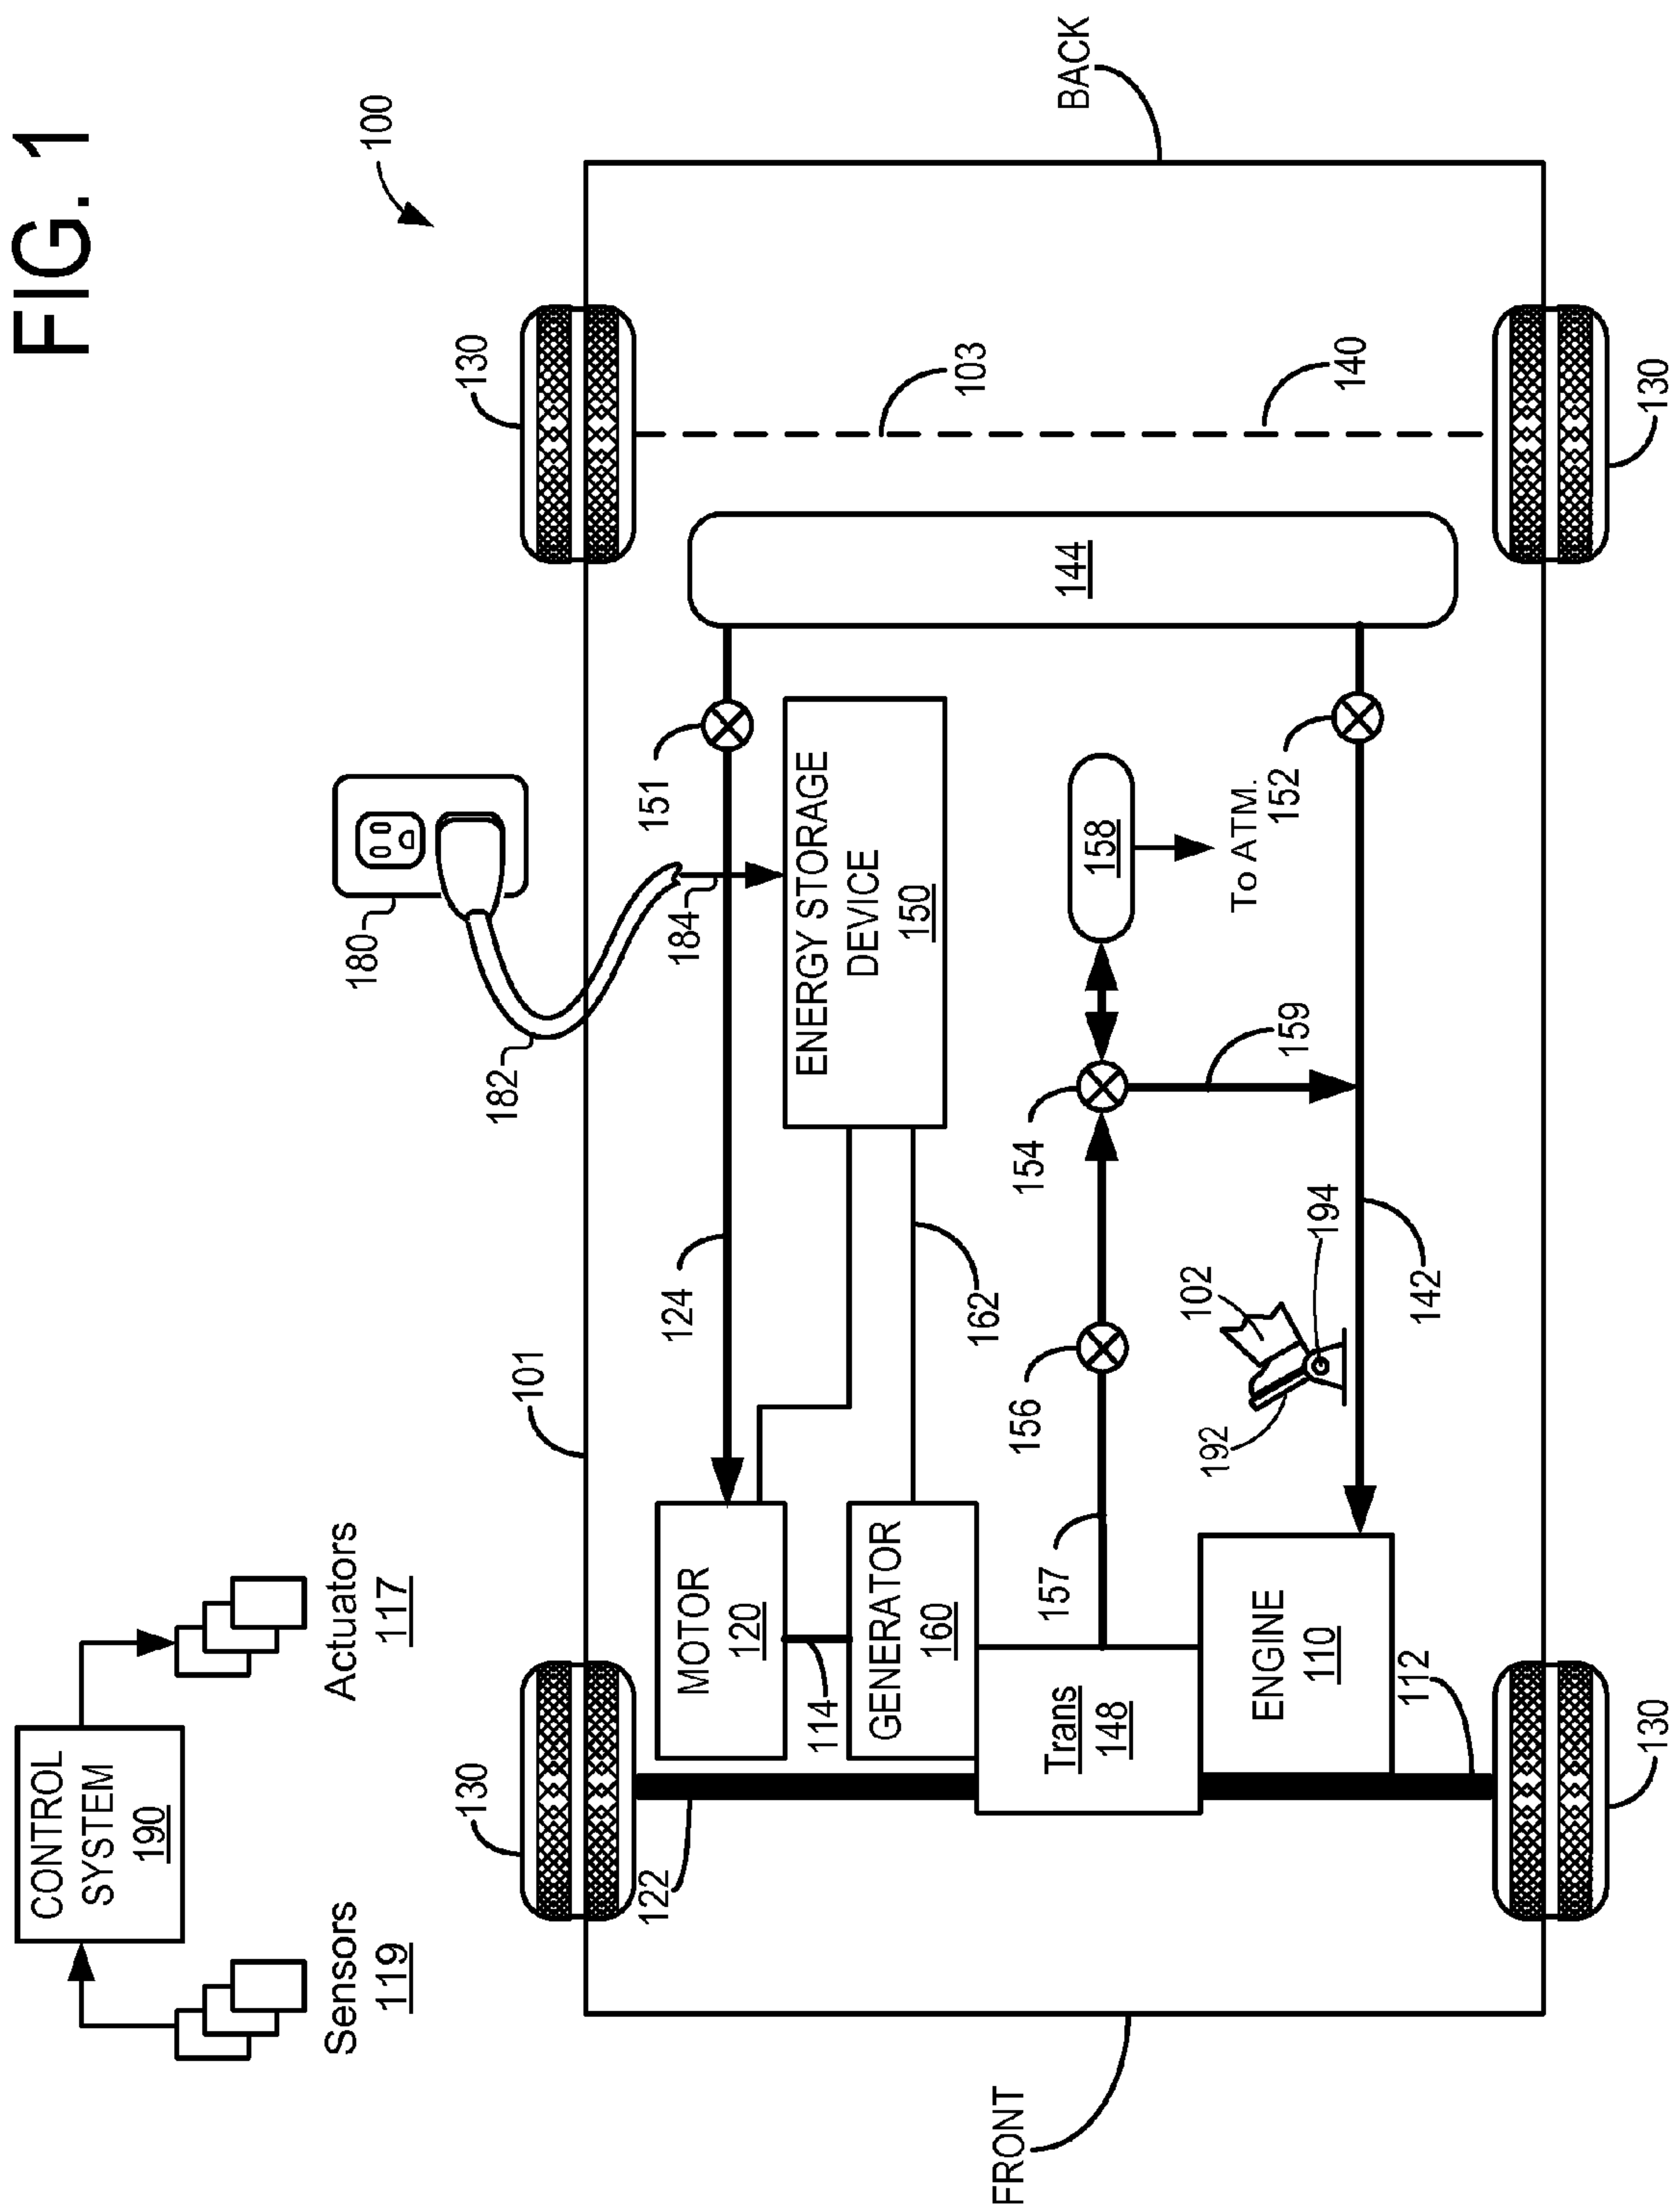 FIG. 1
100
CONTROL
SYSTEM
190
Sensors
119
Actuators
117
180
182
184
130
130
101
103
140
BACK
FRONT
124
151
144
ENERGY STORAGE
DEVICE
150
MOTOR
120
114
GENERATOR
160
162
122
Trans
148
157
156
154
158
To ATM.
159
152
ENGINE
110
112
192
102
194
142
130
130